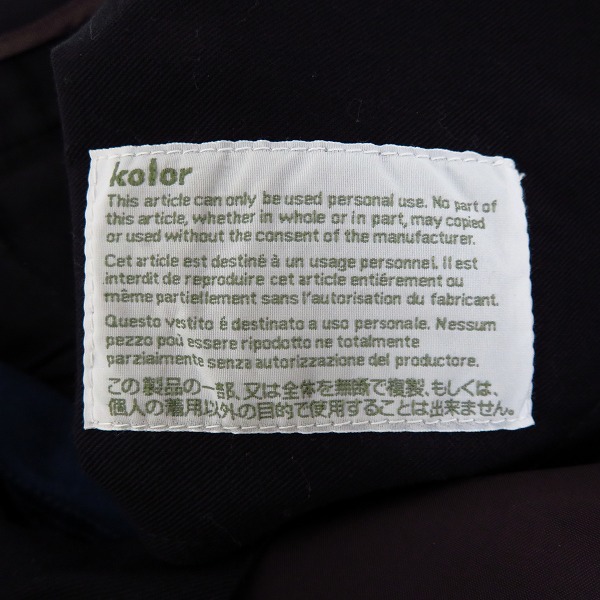 kolor
This article can only be used personal use. No part of
this article, whether in whole or in part, may copied
or used without the consent of the manufacturer.
Cet article est destiné à un usage personnel. Il est
interdit de reproduire cet article entiérement ou
même partiellement sans l'autorisation du fabricant.
Questo vestito é destinato a uso personale. Nessum
pezzo poù essere ripodotto ne totalmente
parzialmente senza autorizzazione del productore.
この製品の一部、又は全体を無断で複製、もしくは、
個人の着用以外の目的で使用することは出来ません。